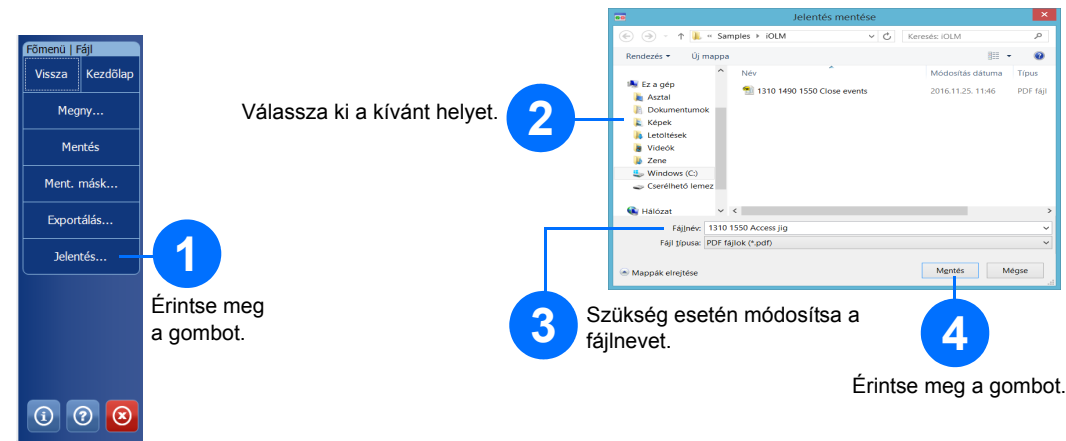 Főmenü | Fájl
Vissza
Kezdõlap
Megny...
Mentés
Ment. másk...
Exportálás...
Jelentés...
1
Érintse meg
a gombot.
Válassza ki a kívánt helyet.
2
Jelentés mentése
« Samples ▸ iOLM
Keresés: iOLM
Rendezés
Új mappa
Név
Módosítás dátuma
Típus
Ez a gép
Asztal
Dokumentumok
Képek
Letöltések
Videók
Zene
Windows (C:)
Cserélhető lemez
Hálózat
1310 1490 1550 Close events
2016.11.25. 11:46
PDF fájl
Fájlnév:
1310 1550 Access jig
Fájl típusa:
PDF fájlok (*.pdf)
Mappák elrejtése
Mentés
Mégse
3
Szükség esetén módosítsa a
fájlnevet.
4
Érintse meg a gombot.